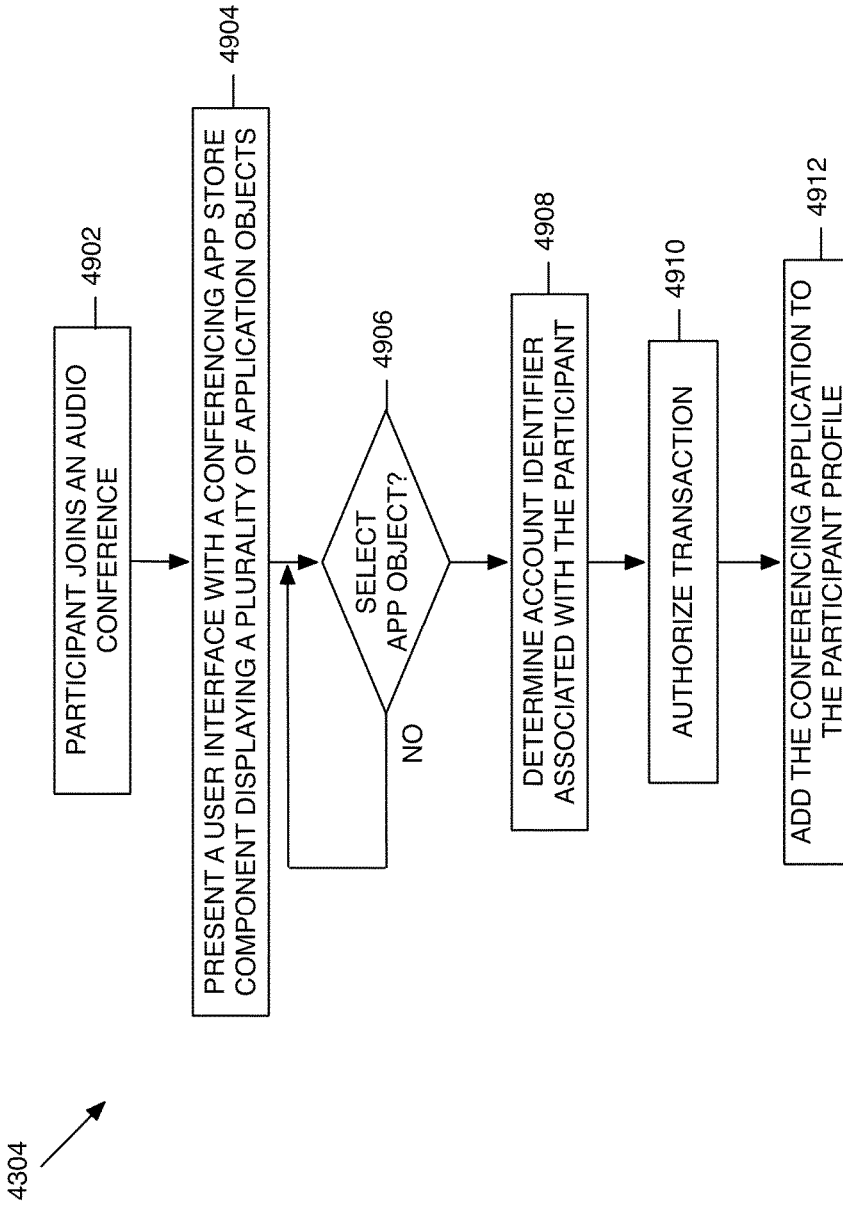 4304
PARTICIPANT JOINS AN AUDIO
CONFERENCE
4902
PRESENT A USER INTERFACE WITH A CONFERENCING APP STORE
COMPONENT DISPLAYING A PLURALITY OF APPLICATION OBJECTS
4904
SELECT
APP OBJECT?
4906
NO
DETERMINE ACCOUNT IDENTIFIER
ASSOCIATED WITH THE PARTICIPANT
4908
AUTHORIZE TRANSACTION
4910
ADD THE CONFERENCING APPLICATION TO
THE PARTICIPANT PROFILE
4912